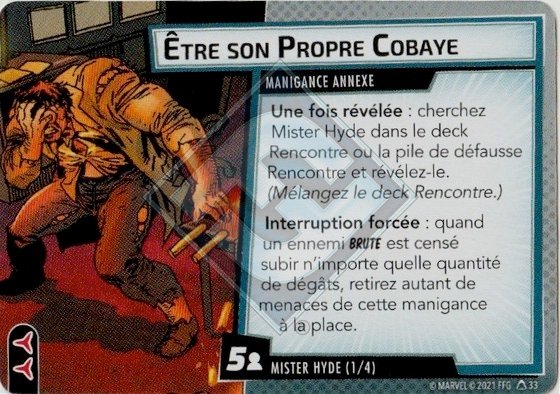 Être son Propre Cobaye
MANIGANCE ANNEXE
Une fois révélée : cherchez
Mister Hyde dans le deck
Rencontre ou la pile de défausse
Rencontre et révélez-le.
(Mélangez le deck Rencontre.)
Interruption forcée : quand
un ennemi BRUTE est censé
subir n'importe quelle quantité
de dégâts, retirez autant de
menaces de cette manigance
à la place.
5
MISTER HYDE (1/4)
© MARVEL © 2021 FFG 33